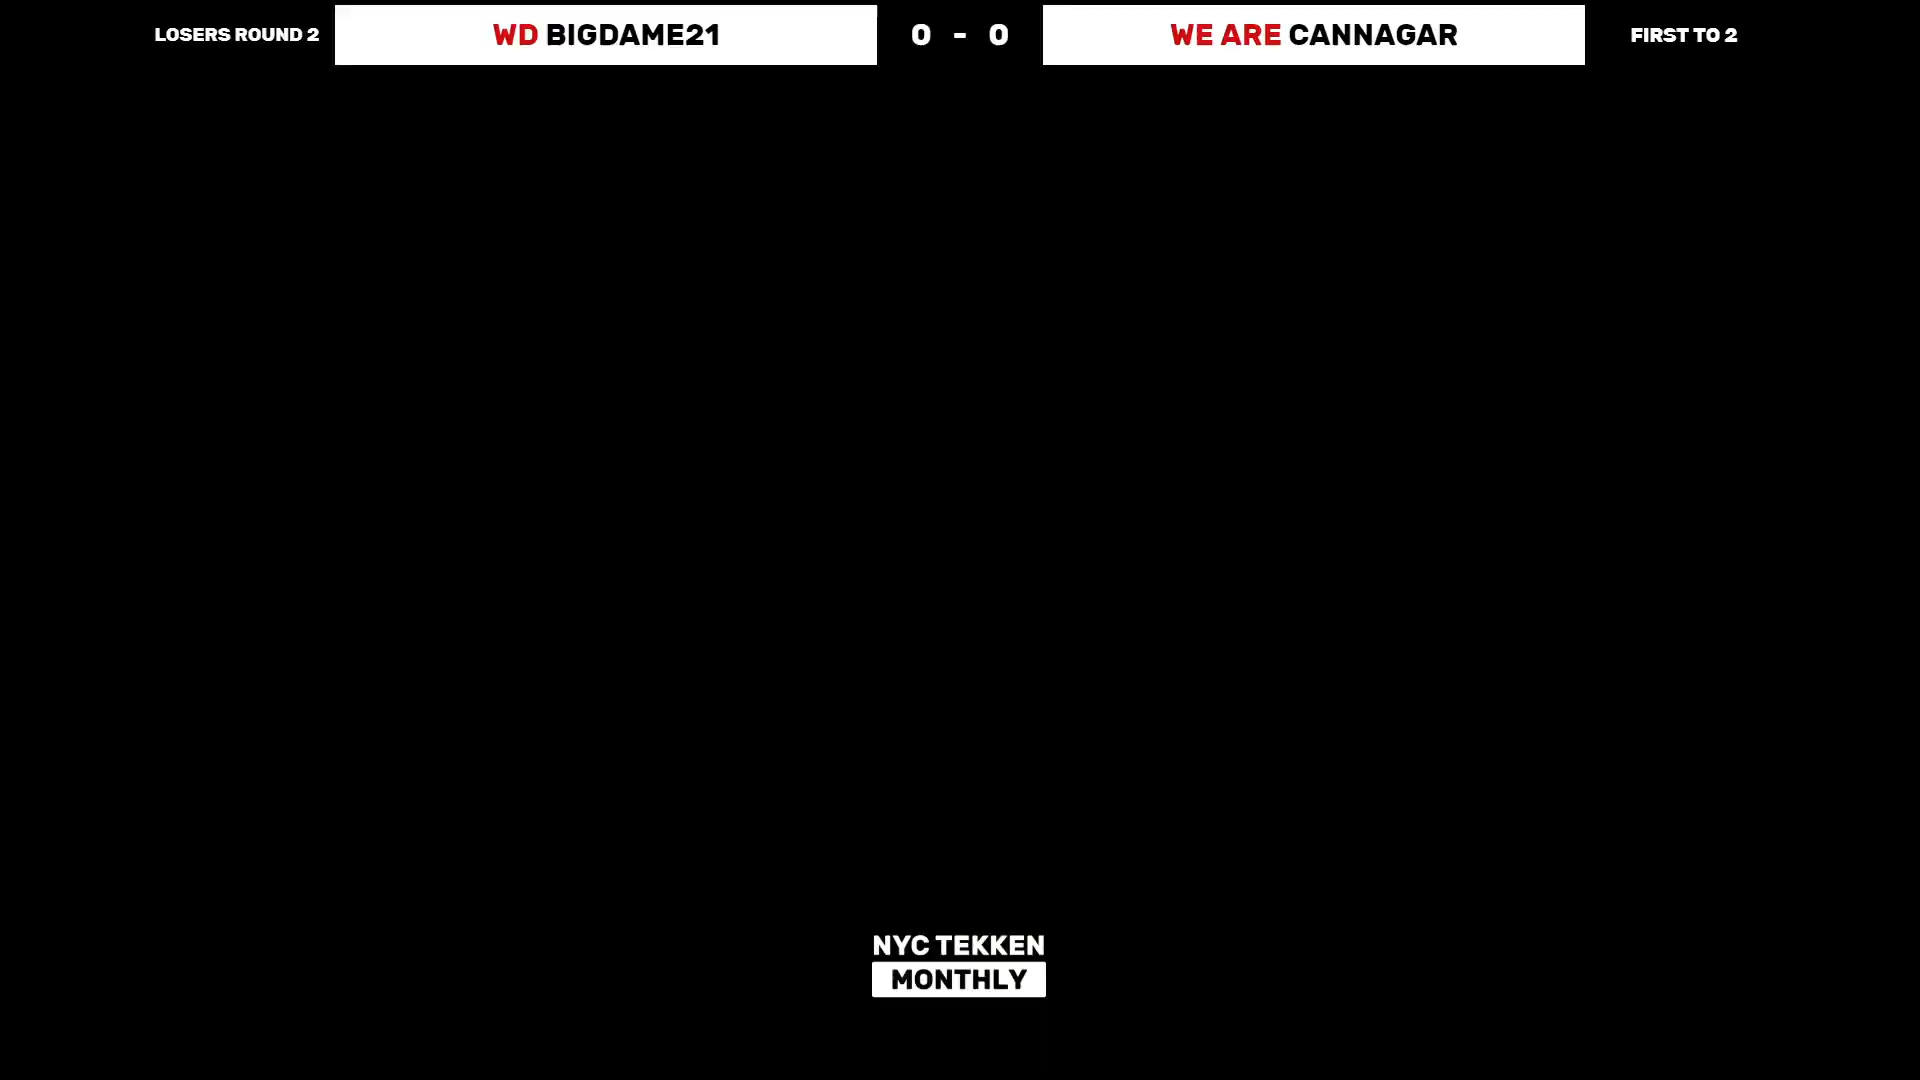 LOSERS ROUND 2
WD BIGDAME21
0 - 0
WE ARE CANNAGAR
FIRST TO 2
NYC TEKKEN
MONTHLY